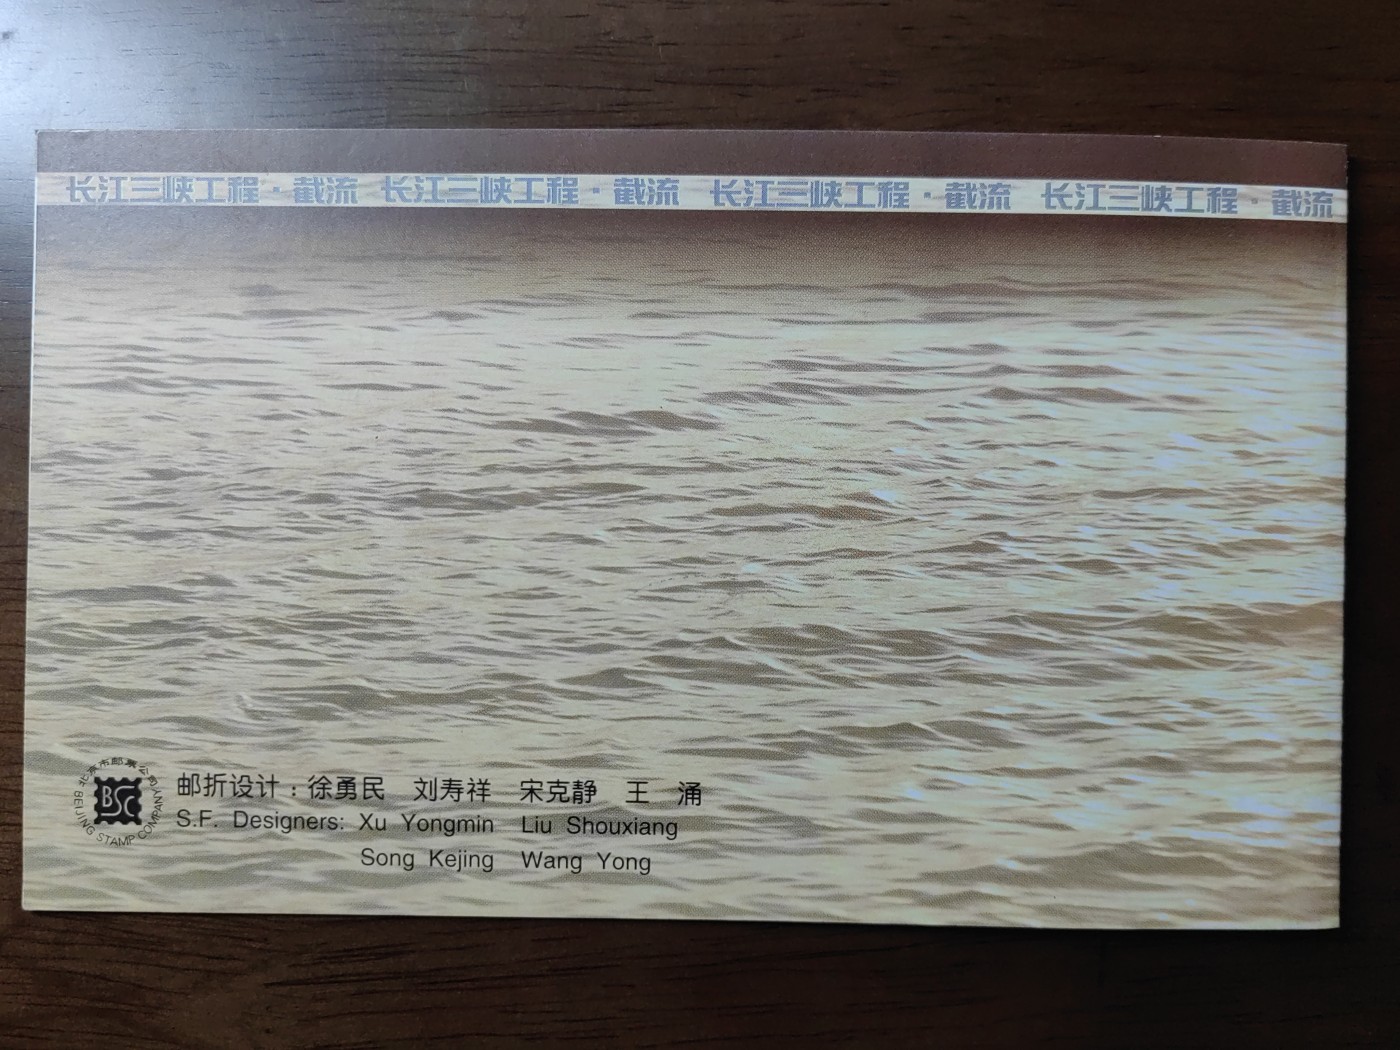 长江三峡工程·截流 长江三峡工程·截流 长江三峡工程·截流 长江三峡工程·截流
北京市邮票公司
BEIJING STAMP COMPANY
BSC
邮折设计：徐勇民 刘寿祥 宋克静 王 涌
S.F. Designers: Xu Yongmin Liu Shouxiang
Song Kejing Wang Yong